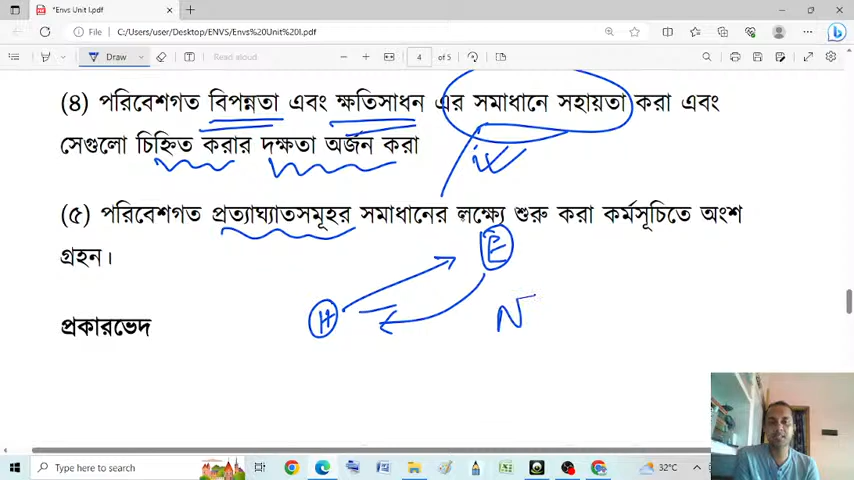 *Envs Unit I.pdf
C:/Users/user/Desktop/ENVS/Envs%20Unit%20I.pdf
Draw
Read aloud
4 of 5
(৪) পরিবেশগত বিপন্নতা এবং ক্ষতিসাধন এর সমাধানে সহায়তা করা এবং
সেগুলো চিহ্নিত করার দক্ষতা অর্জন করা
iv
(৫) পরিবেশগত প্রত্যাঘ্যাতসমূহর সমাধানের লক্ষ্যে শুরু করা কর্মসূচিতে অংশ
গ্রহন।
E
H
N
প্রকারভেদ
Type here to search
32°C